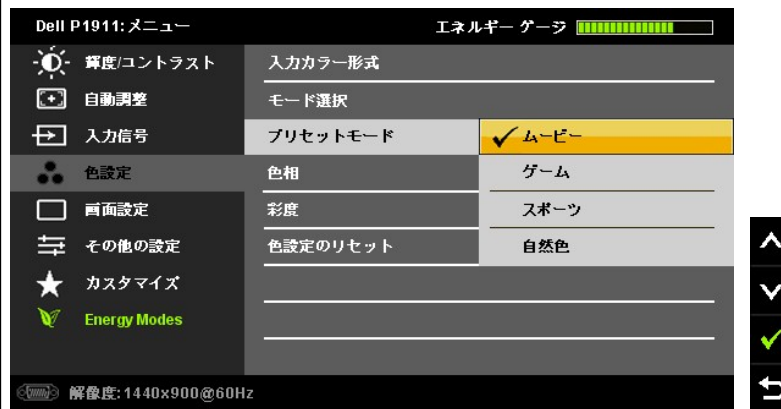 Dell P1911: メニュー
エネルギー ゲージ
輝度/コントラスト
自動調整
入力信号
色設定
画面設定
その他の設定
カスタマイズ
Energy Modes
入力カラー形式
モード選択
プリセットモード
色相
彩度
色設定のリセット
ムービー
ゲーム
スポーツ
自然色
解像度: 1440x900@60Hz